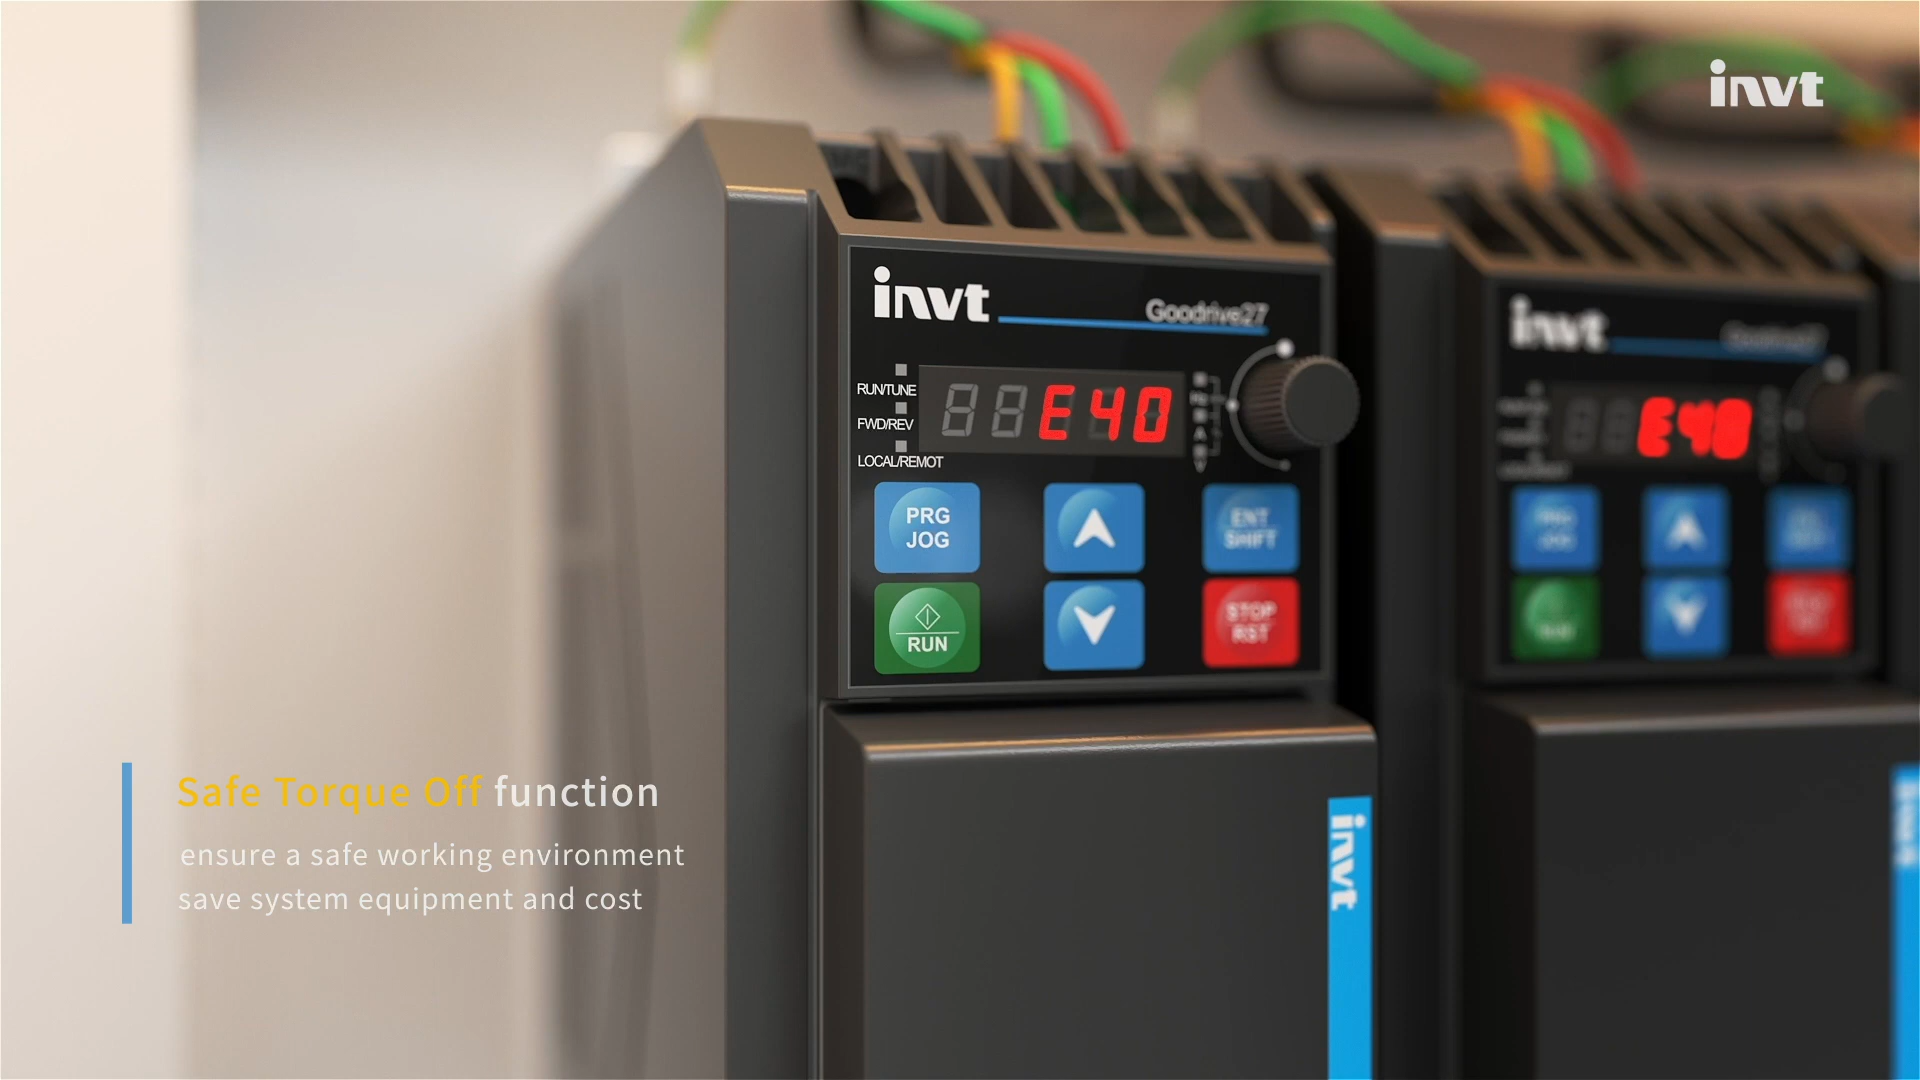 invt
invt
Goodrive27
RUN/TUNE
FWD/REV
LOCAL/REMOT
E40
PRG
JOG
ENT
SHIFT
RUN
STOP
RST
invt
invt
E40
Safe Torque Off function
ensure a safe working environment
save system equipment and cost